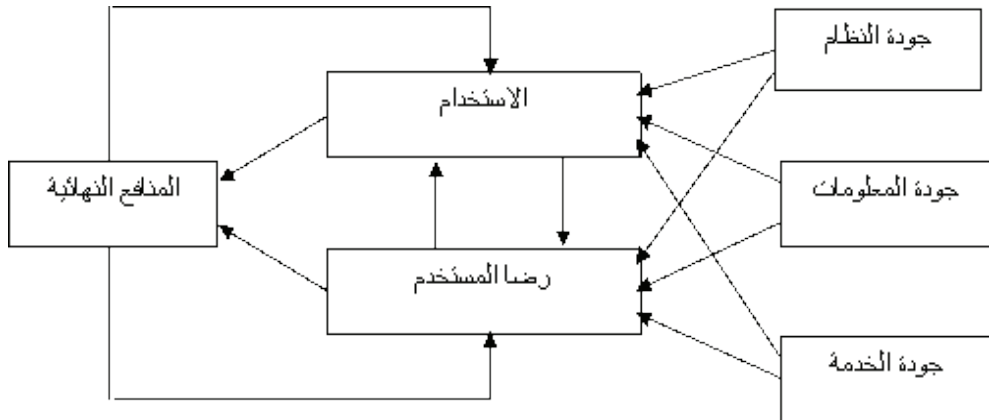 جودة النظام
الاستخدام
المنافع النهائية
جودة المعلومات
رضا المستخدم
جودة الخدمة